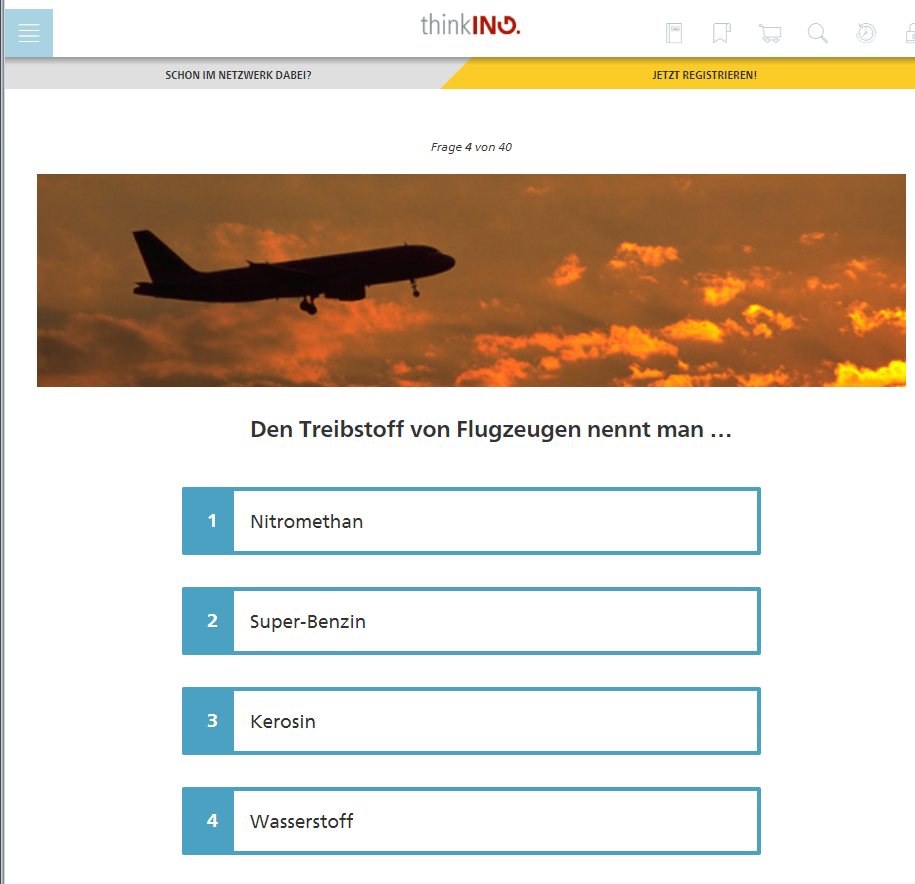 thinkING.
SCHON IM NETZWERK DABEI?
JETZT REGISTRIEREN!
Frage 4 von 40
Den Treibstoff von Flugzeugen nennt man …
1 Nitromethan
2 Super-Benzin
3 Kerosin
4 Wasserstoff